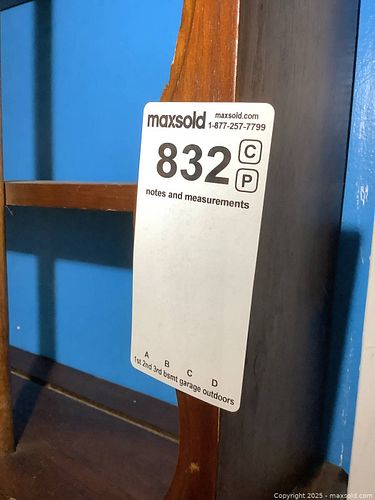 maxsold maxsold.com
1-877-257-7799
832 C
P
notes and measurements
A B C D
1st 2nd 3rd bsmt garage outdoors
Copyright 2025 - maxsold.com